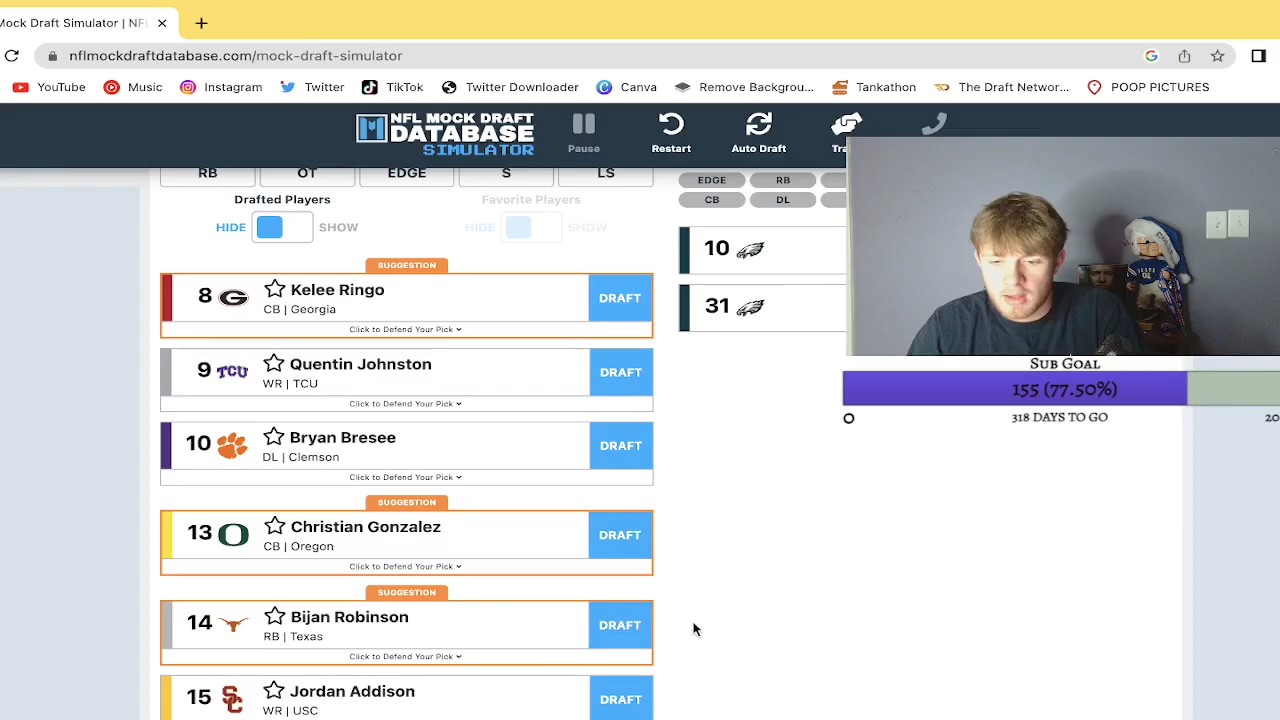 Mock Draft Simulator | NF
nflmockdraftdatabase.com/mock-draft-simulator
YouTube Music Instagram Twitter TikTok Twitter Downloader Canva Remove Backgrou... Tankathon The Draft Networ... POOP PICTURES
NFL MOCK DRAFT
DATABASE
SIMULATOR
Pause Restart Auto Draft Tra
RB OT EDGE S LS
EDGE RB
CB DL
Drafted Players Favorite Players
HIDE SHOW HIDE SHOW
SUGGESTION
8 G Kelee Ringo
CB | Georgia
DRAFT
Click to Defend Your Pick
9 TCU Quentin Johnston
WR | TCU
DRAFT
Click to Defend Your Pick
10 Bryan Bresee
DL | Clemson
DRAFT
Click to Defend Your Pick
SUGGESTION
13 O Christian Gonzalez
CB | Oregon
DRAFT
Click to Defend Your Pick
SUGGESTION
14 Bijan Robinson
RB | Texas
DRAFT
Click to Defend Your Pick
15 SC Jordan Addison
WR | USC
DRAFT
10
31
SUB GOAL
155 (77.50%)
0 318 DAYS TO GO 20